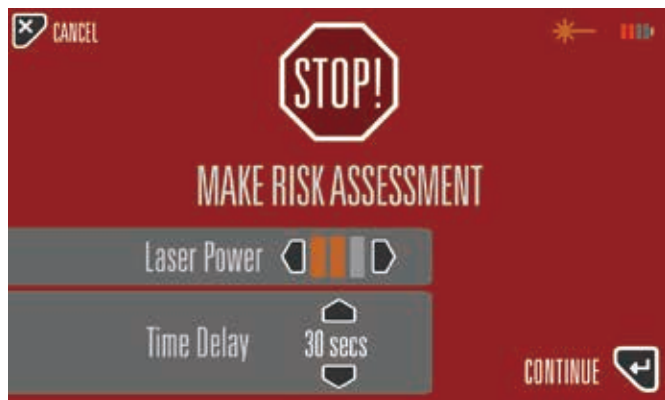 CANCEL
STOP!
MAKE RISK ASSESSMENT
Laser Power
Time Delay
30 secs
CONTINUE